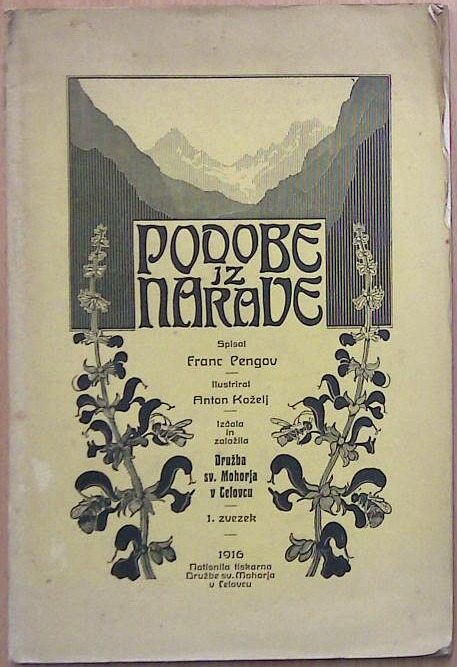 PODOBE
IZ
NARAVE
Spisal
Franc Pengov
Ilustriral
Anton Koželj
Izdala
in
založila
Družba
sv. Mohorja
v Celovcu
1. zvezek
1916
Natisnila tiskarna
Družbe sv. Mohorja
v Celovcu